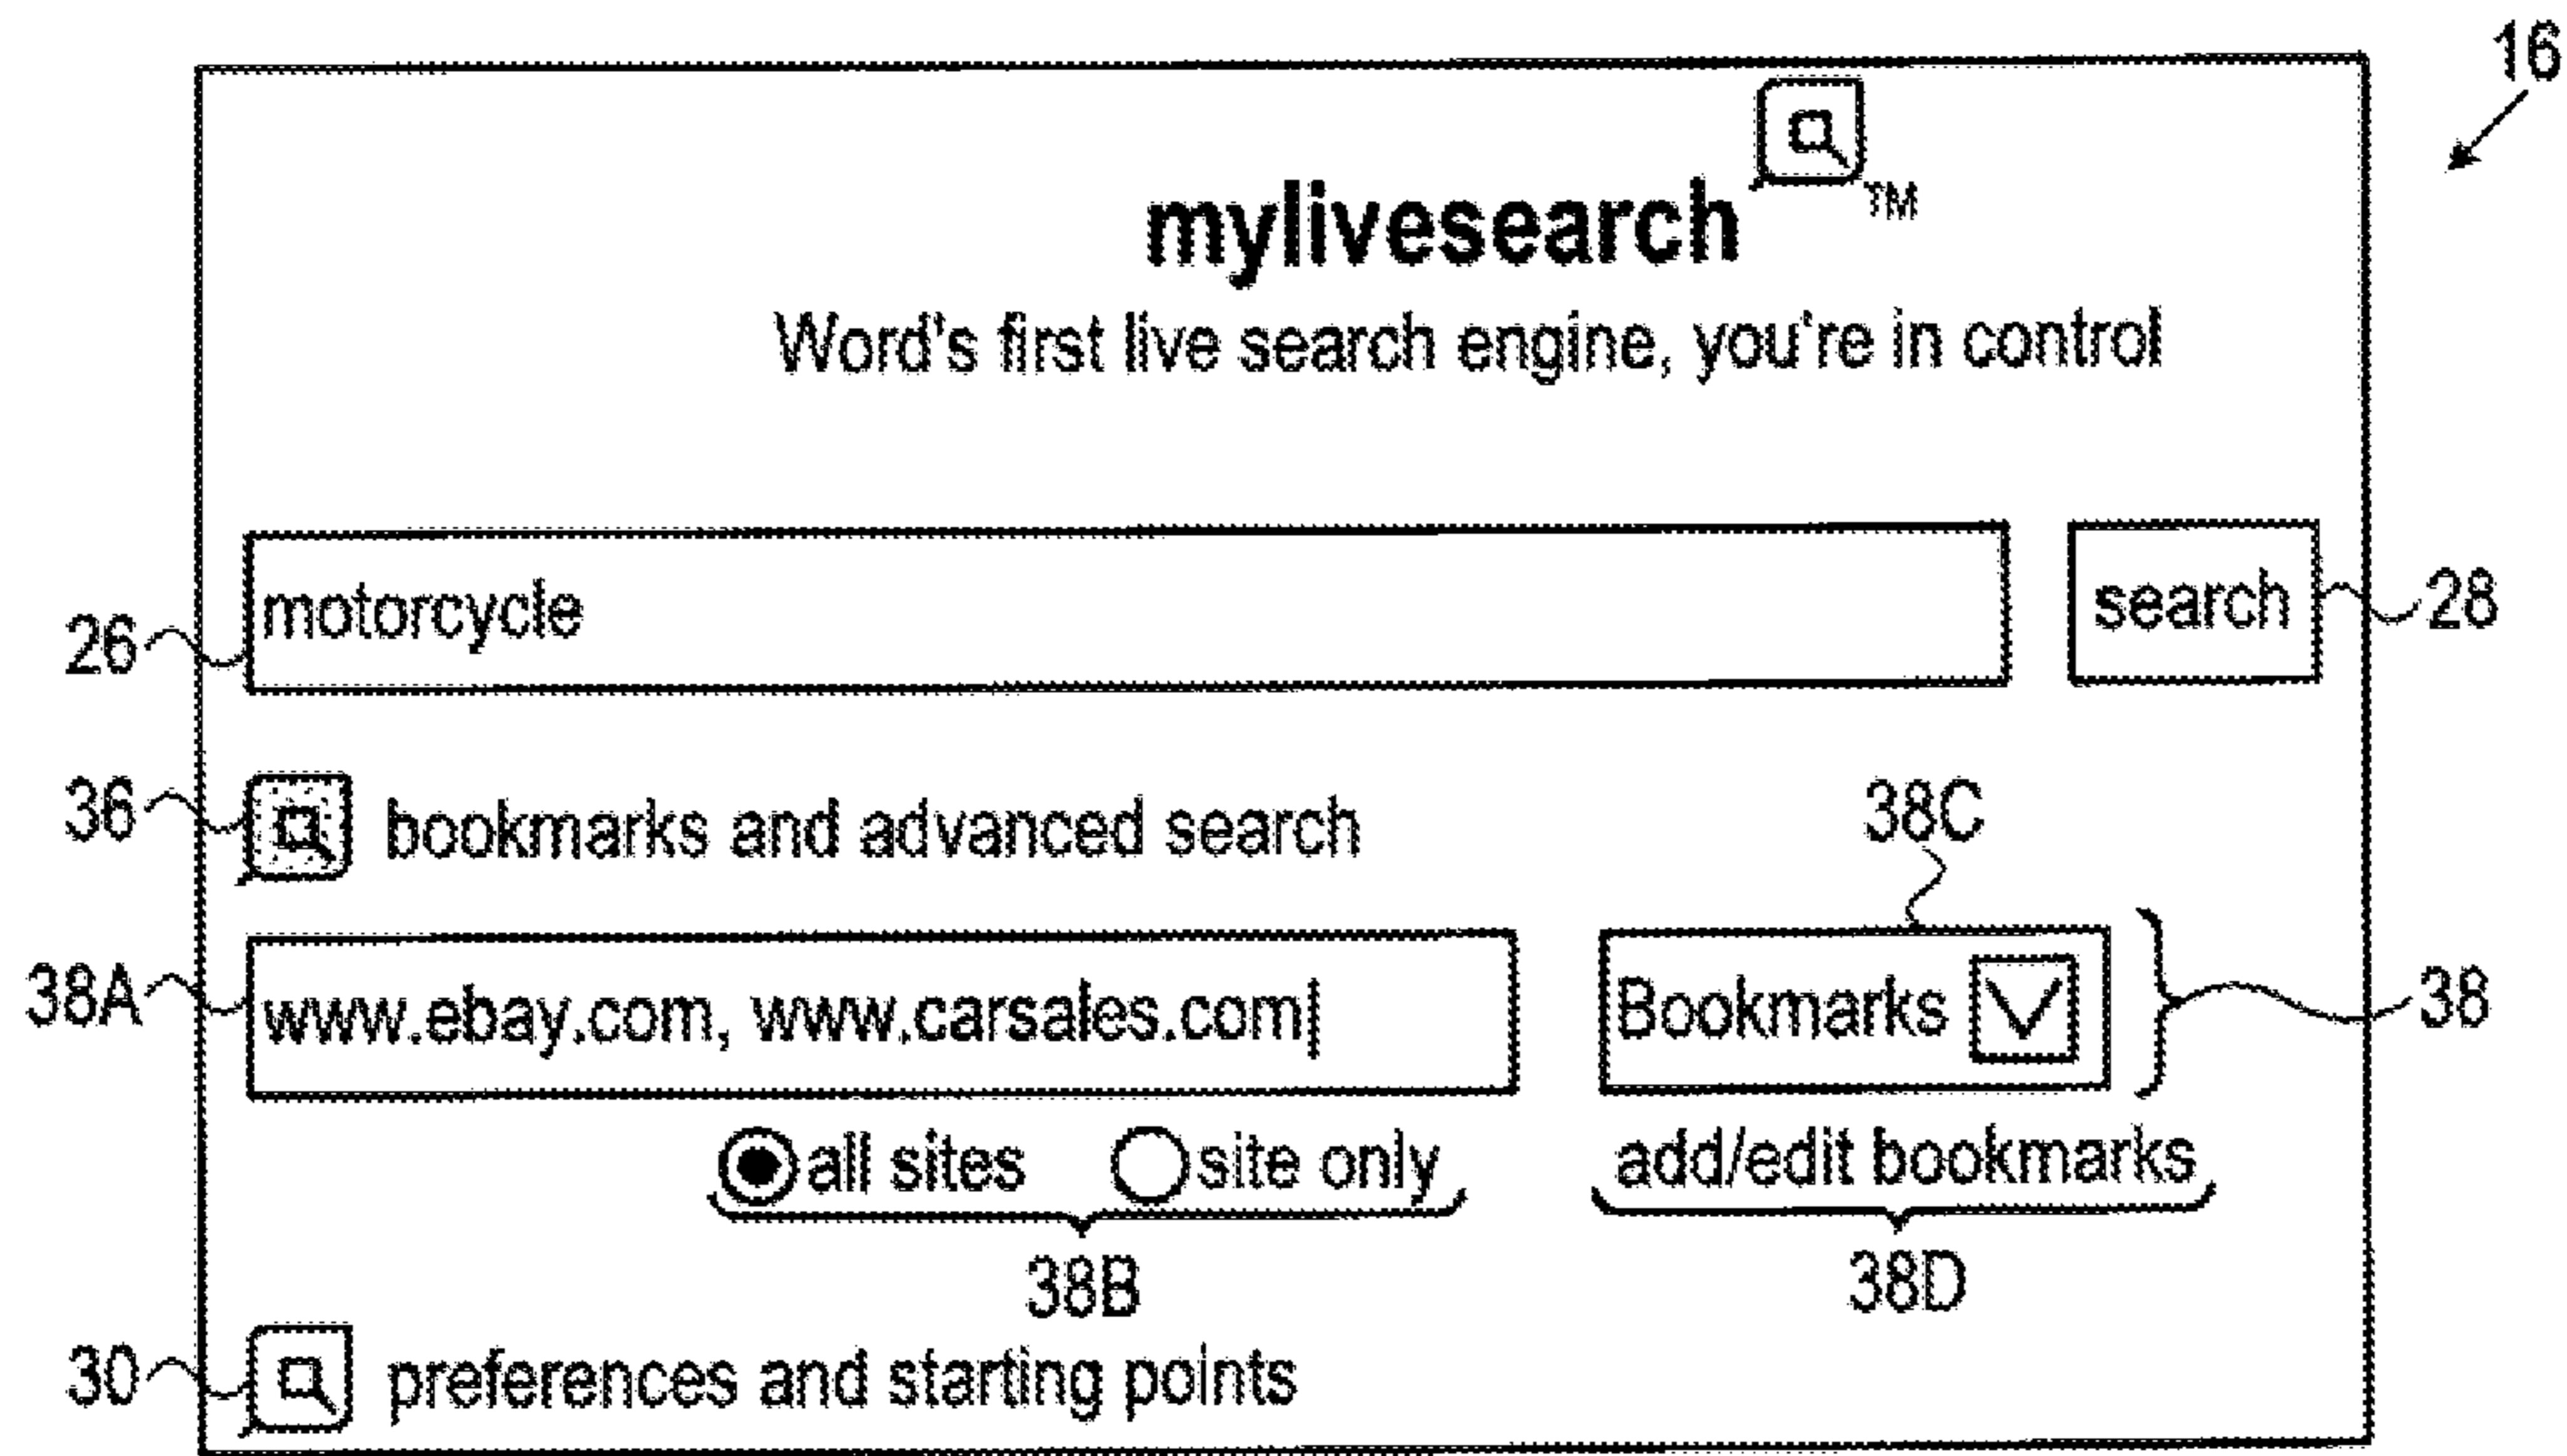 16
mylivesearch TM
Word's first live search engine, you're in control
26 motorcycle search 28
36 bookmarks and advanced search 38C
38A www.ebay.com, www.carsales.com Bookmarks 38
all sites site only add/edit bookmarks
38B 38D
30 preferences and starting points